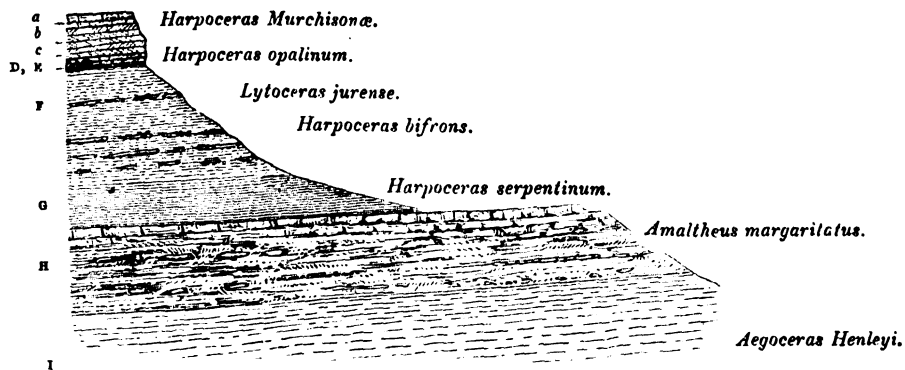 a
Harpoceras Murchisonæ.
b
c
Harpoceras opalinum.
D, E
Lytoceras jurense.
F
Harpoceras bifrons.
Harpoceras serpentinum.
G
Amaltheus margaritatus.
H
Aegoceras Henleyi.
I